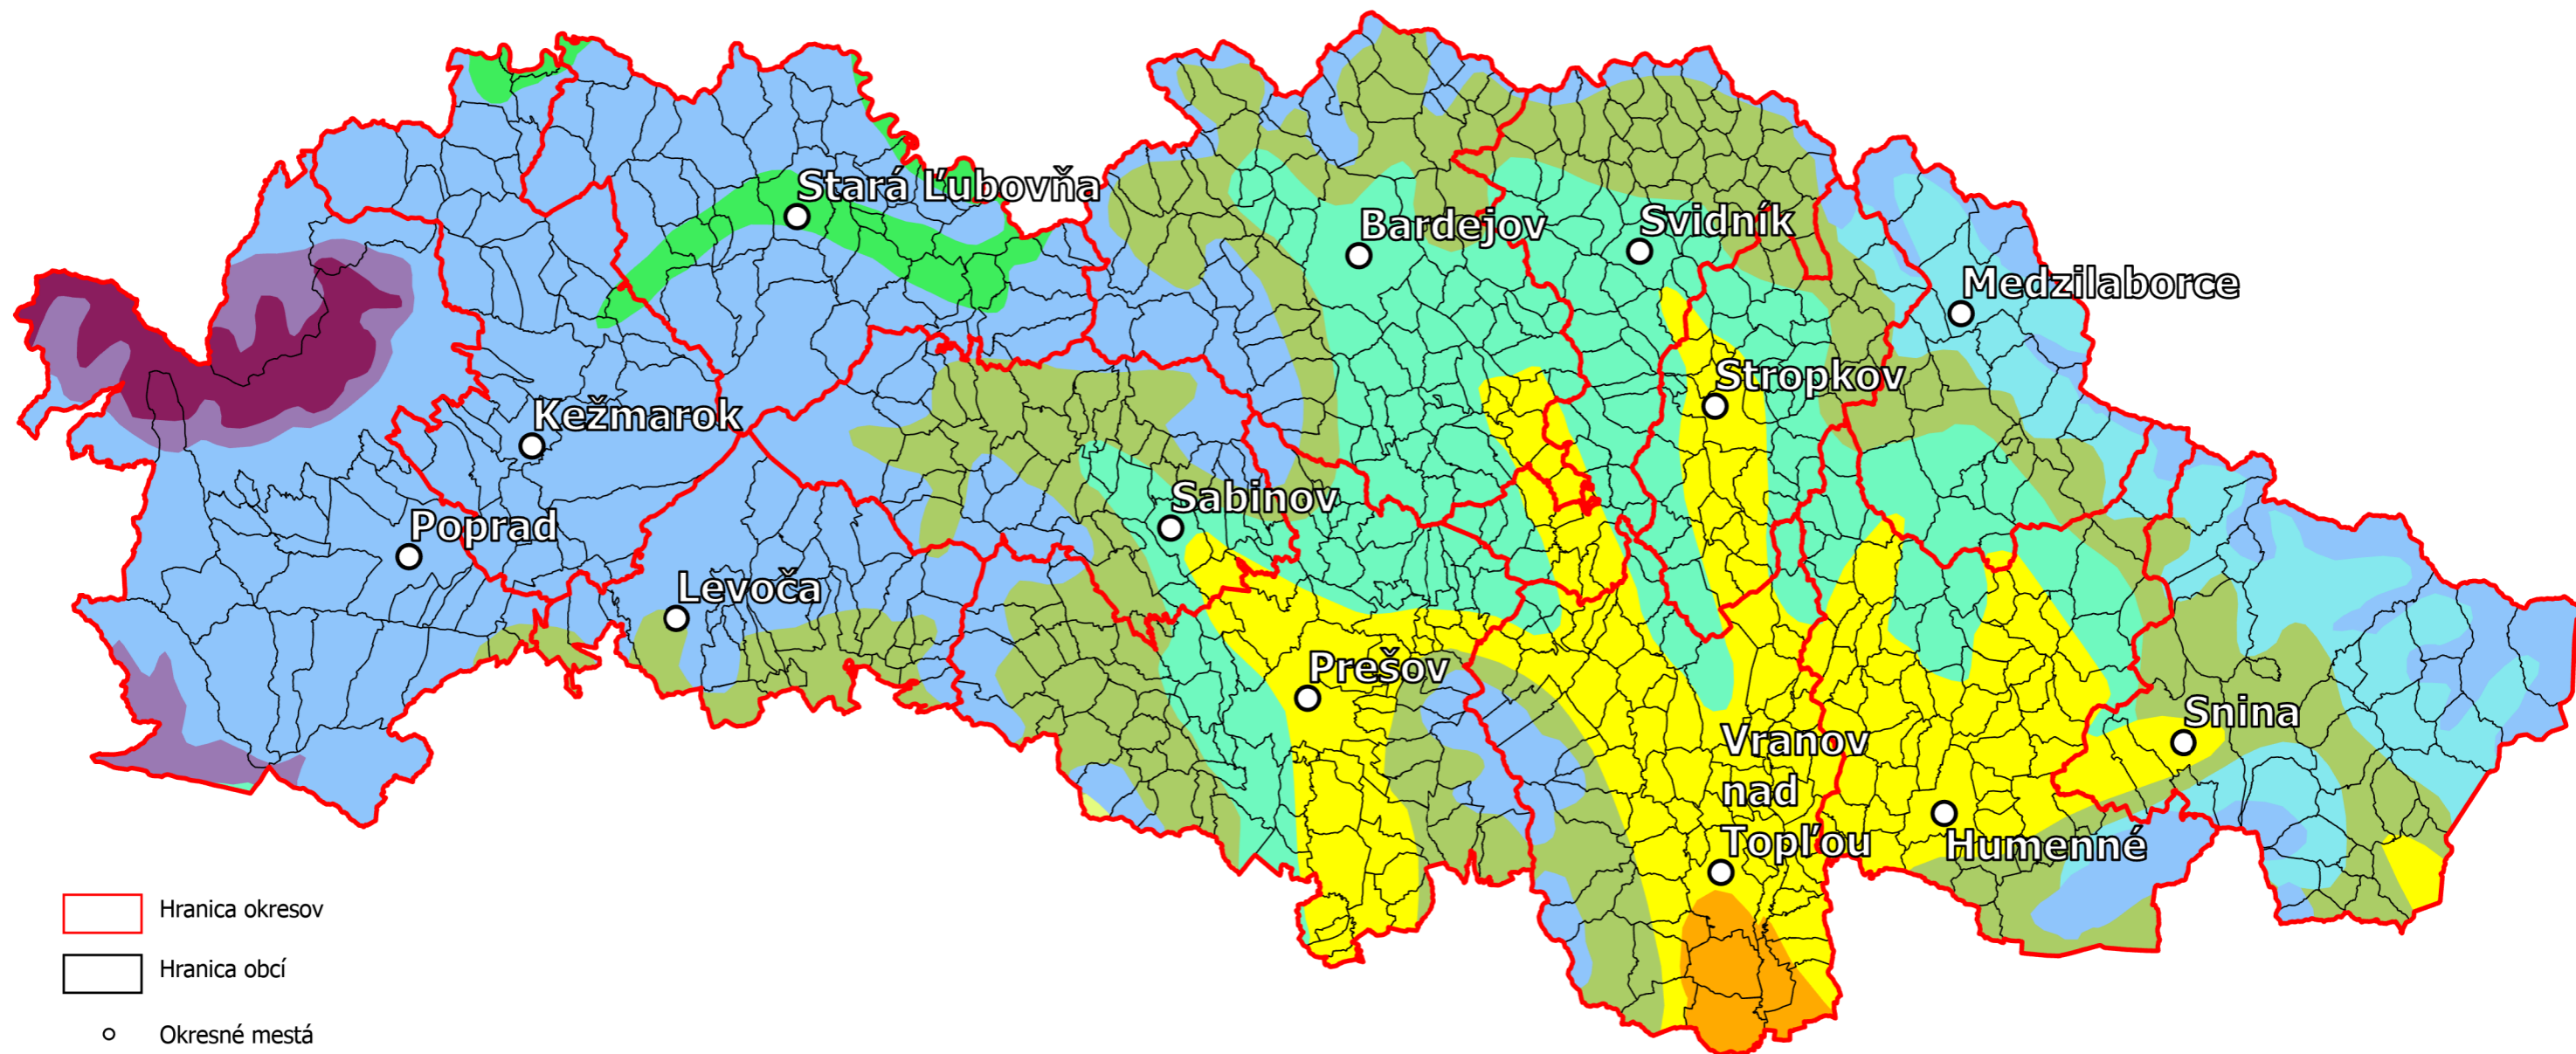 Stará Ľubovňa
Bardejov
Svidník
Medzilaborce
Stropkov
Kežmarok
Sabinov
Poprad
Levoča
Prešov
Snina
Vranov
nad
Topľou
Humenné
Hranica okresov
Hranica obcí
Okresné mestá